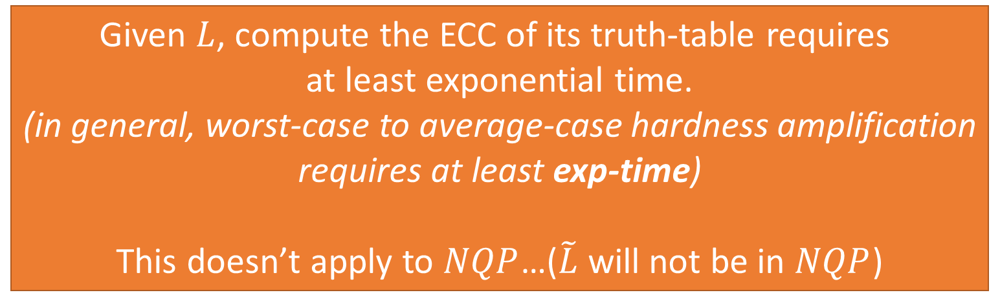 Given L, compute the ECC of its truth-table requires
at least exponential time.
(in general, worst-case to average-case hardness amplification
requires at least exp-time)
This doesn’t apply to NQP…(L̃ will not be in NQP)